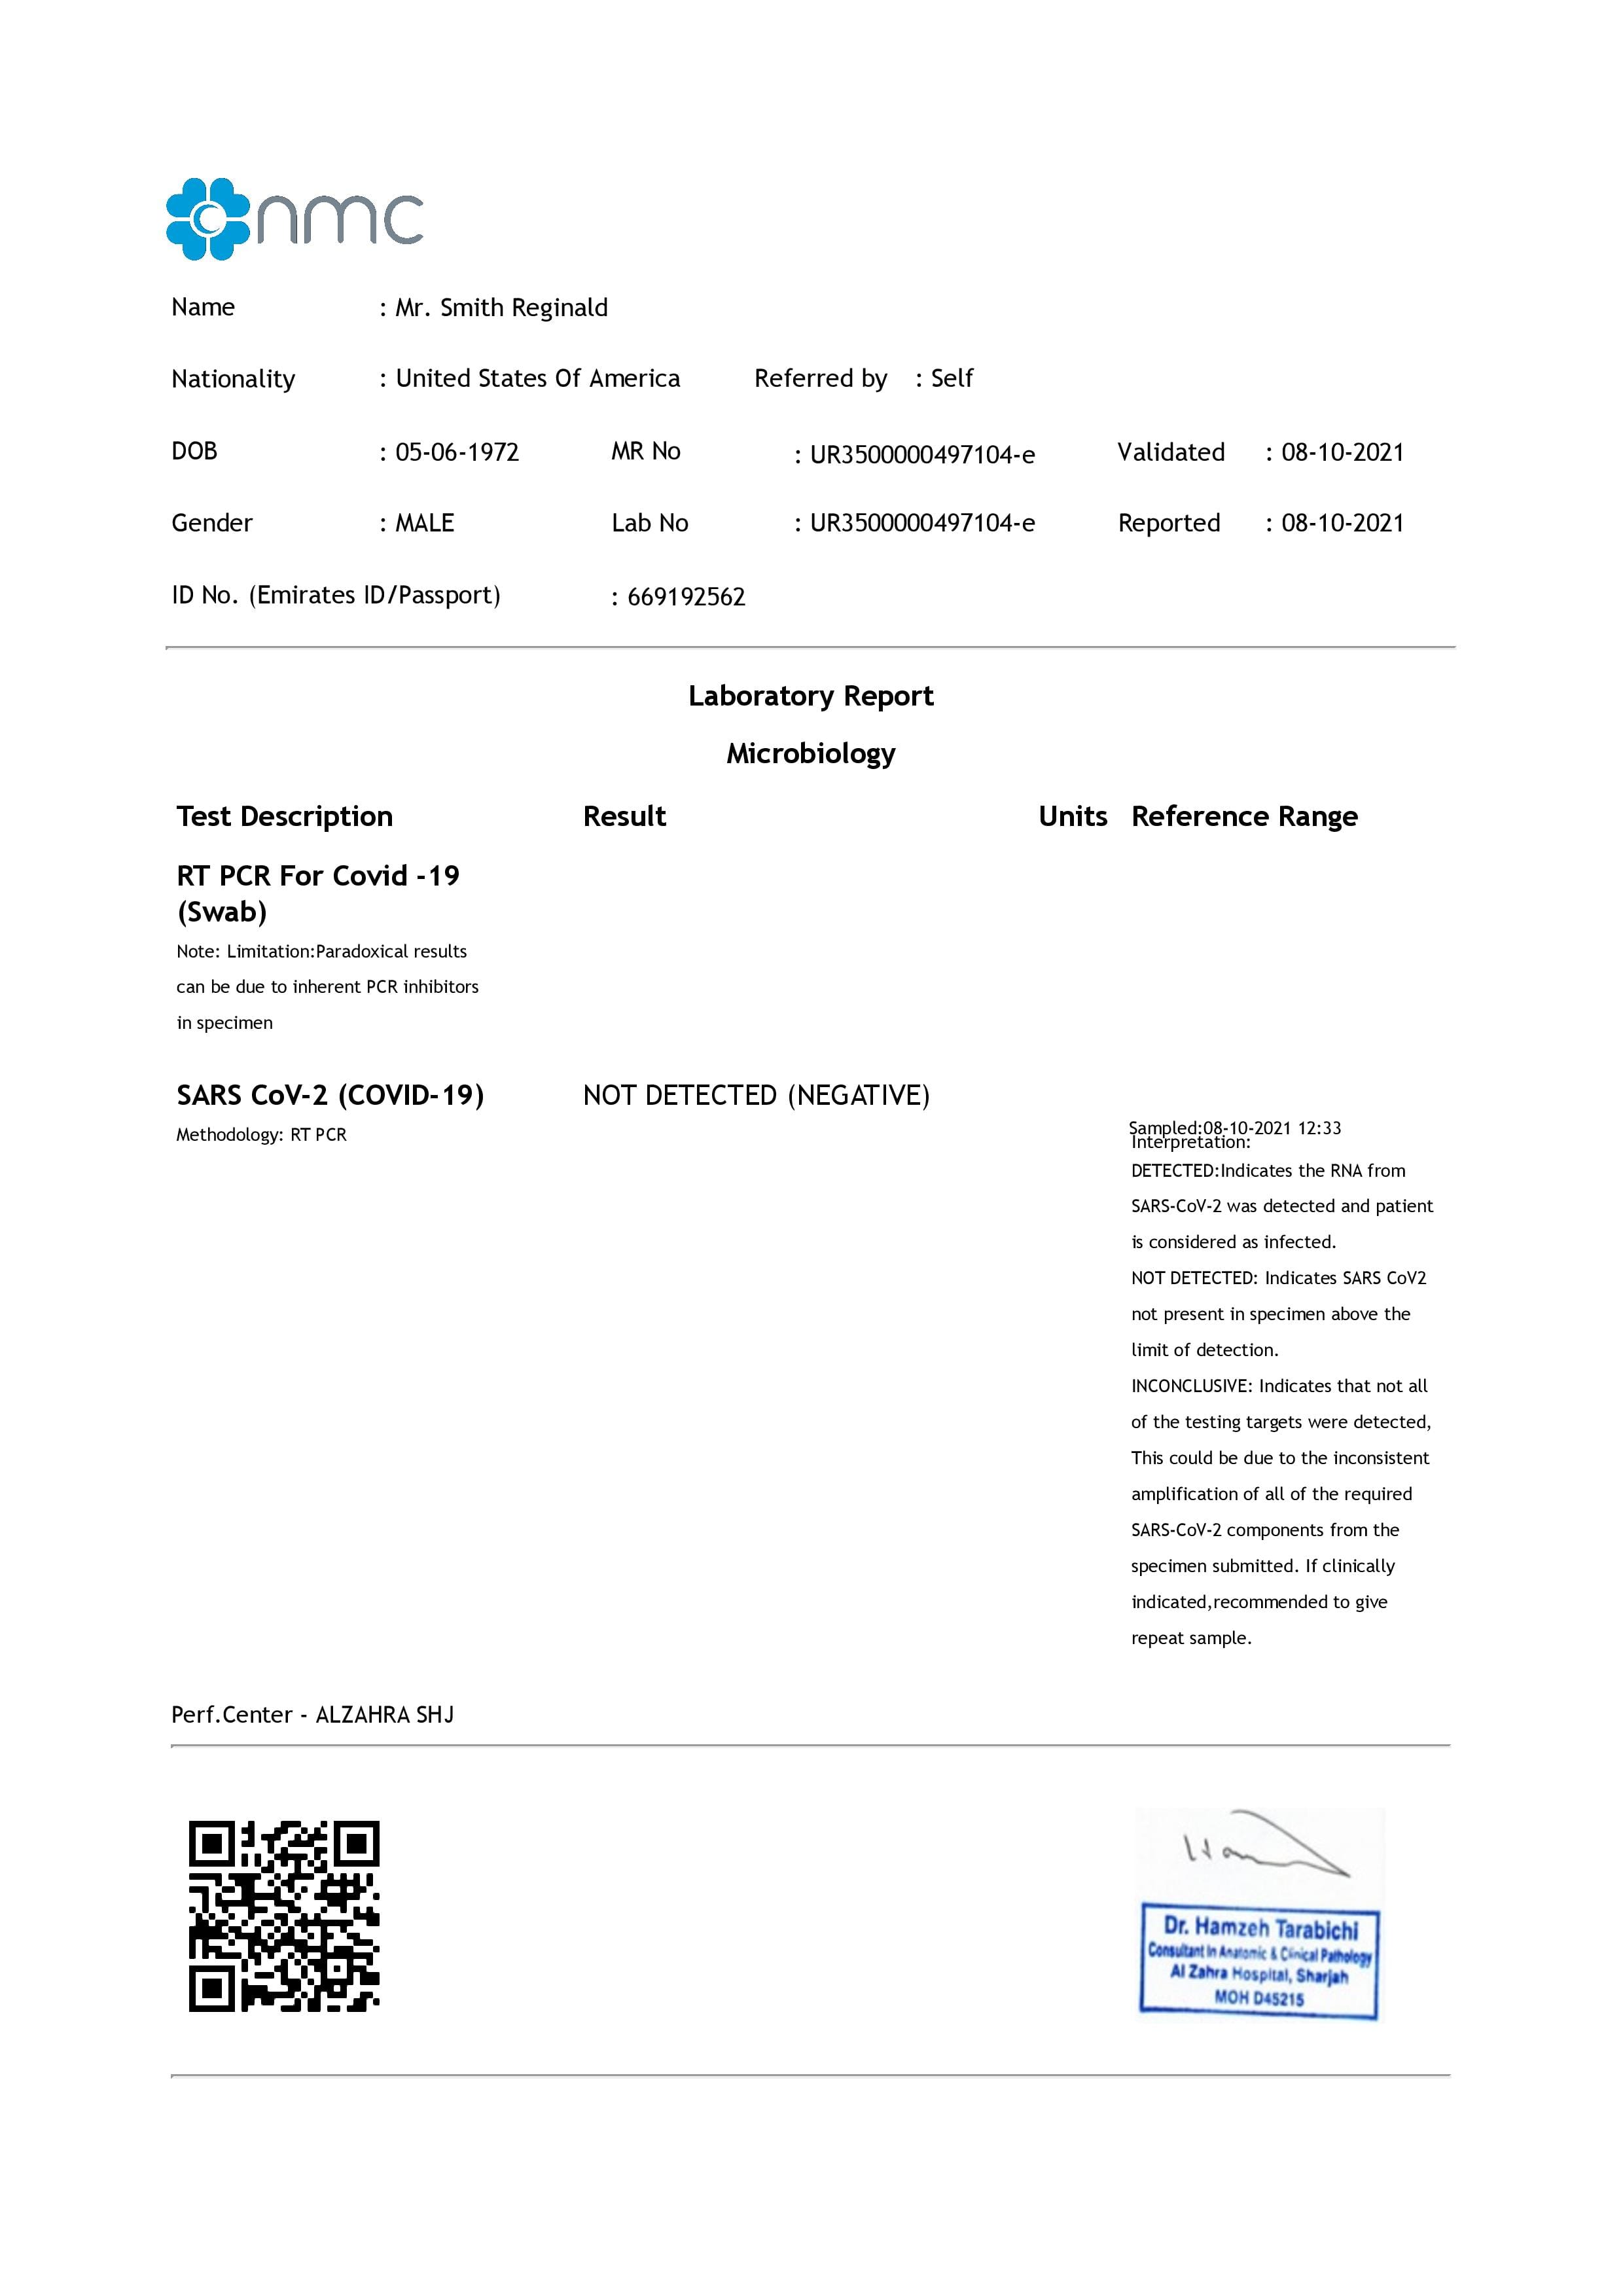 nmc
Name : Mr. Smith Reginald
Nationality : United States Of America Referred by : Self
DOB : 05-06-1972 MR No : UR3500000497104-e Validated : 08-10-2021
Gender : MALE Lab No : UR3500000497104-e Reported : 08-10-2021
ID No. (Emirates ID/Passport) : 669192562
Laboratory Report
Microbiology
Test Description Result Units Reference Range
RT PCR For Covid -19
(Swab)
Note: Limitation:Paradoxical results
can be due to inherent PCR inhibitors
in specimen
SARS CoV-2 (COVID-19) NOT DETECTED (NEGATIVE)
Methodology: RT PCR
Sampled:08-10-2021 12:33
Interpretation:
DETECTED:Indicates the RNA from
SARS-CoV-2 was detected and patient
is considered as infected.
NOT DETECTED: Indicates SARS CoV2
not present in specimen above the
limit of detection.
INCONCLUSIVE: Indicates that not all
of the testing targets were detected,
This could be due to the inconsistent
amplification of all of the required
SARS-CoV-2 components from the
specimen submitted. If clinically
indicated,recommended to give
repeat sample.
Perf.Center - ALZAHRA SHJ
Dr. Hamzeh Tarabichi
Consultant in Anatomic & Clinical Pathology
Al Zahra Hospital, Sharjah
MOH D45215